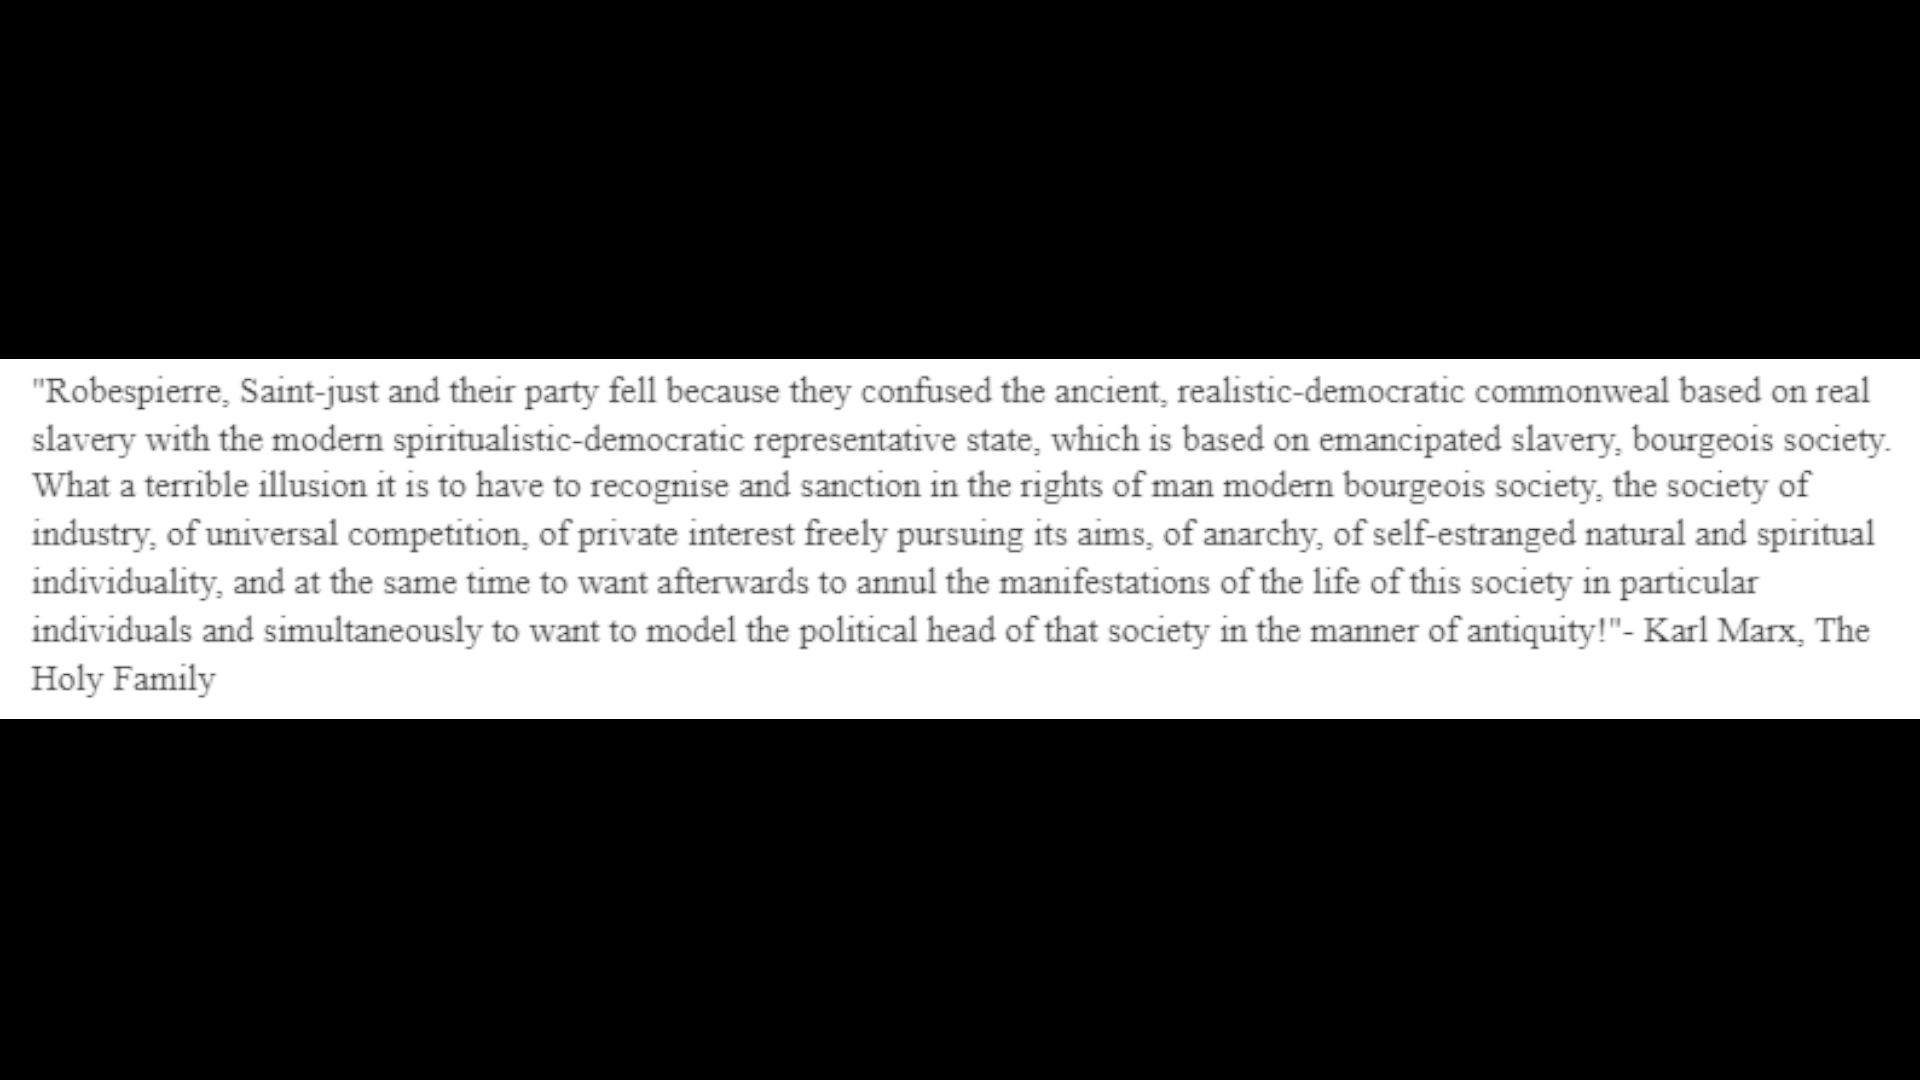 "Robespierre, Saint-just and their party fell because they confused the ancient, realistic-democratic commonweal based on real
slavery with the modern spiritualistic-democratic representative state, which is based on emancipated slavery, bourgeois society.
What a terrible illusion it is to have to recognise and sanction in the rights of man modern bourgeois society, the society of
industry, of universal competition, of private interest freely pursuing its aims, of anarchy, of self-estranged natural and spiritual
individuality, and at the same time to want afterwards to annul the manifestations of the life of this society in particular
individuals and simultaneously to want to model the political head of that society in the manner of antiquity!"- Karl Marx, The
Holy Family